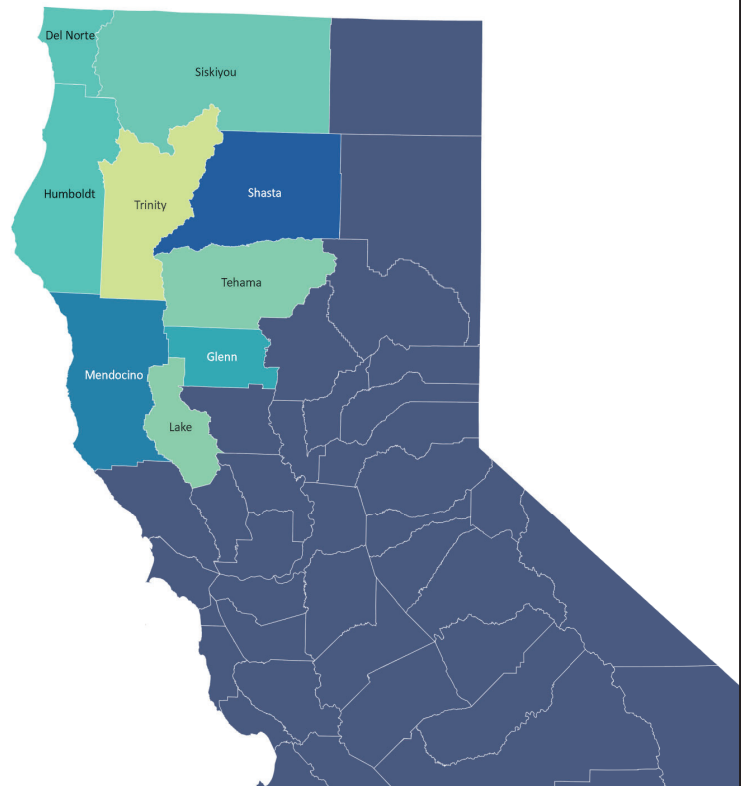 Del Norte
Siskiyou
Humboldt
Trinity
Shasta
Tehama
Glenn
Mendocino
Lake